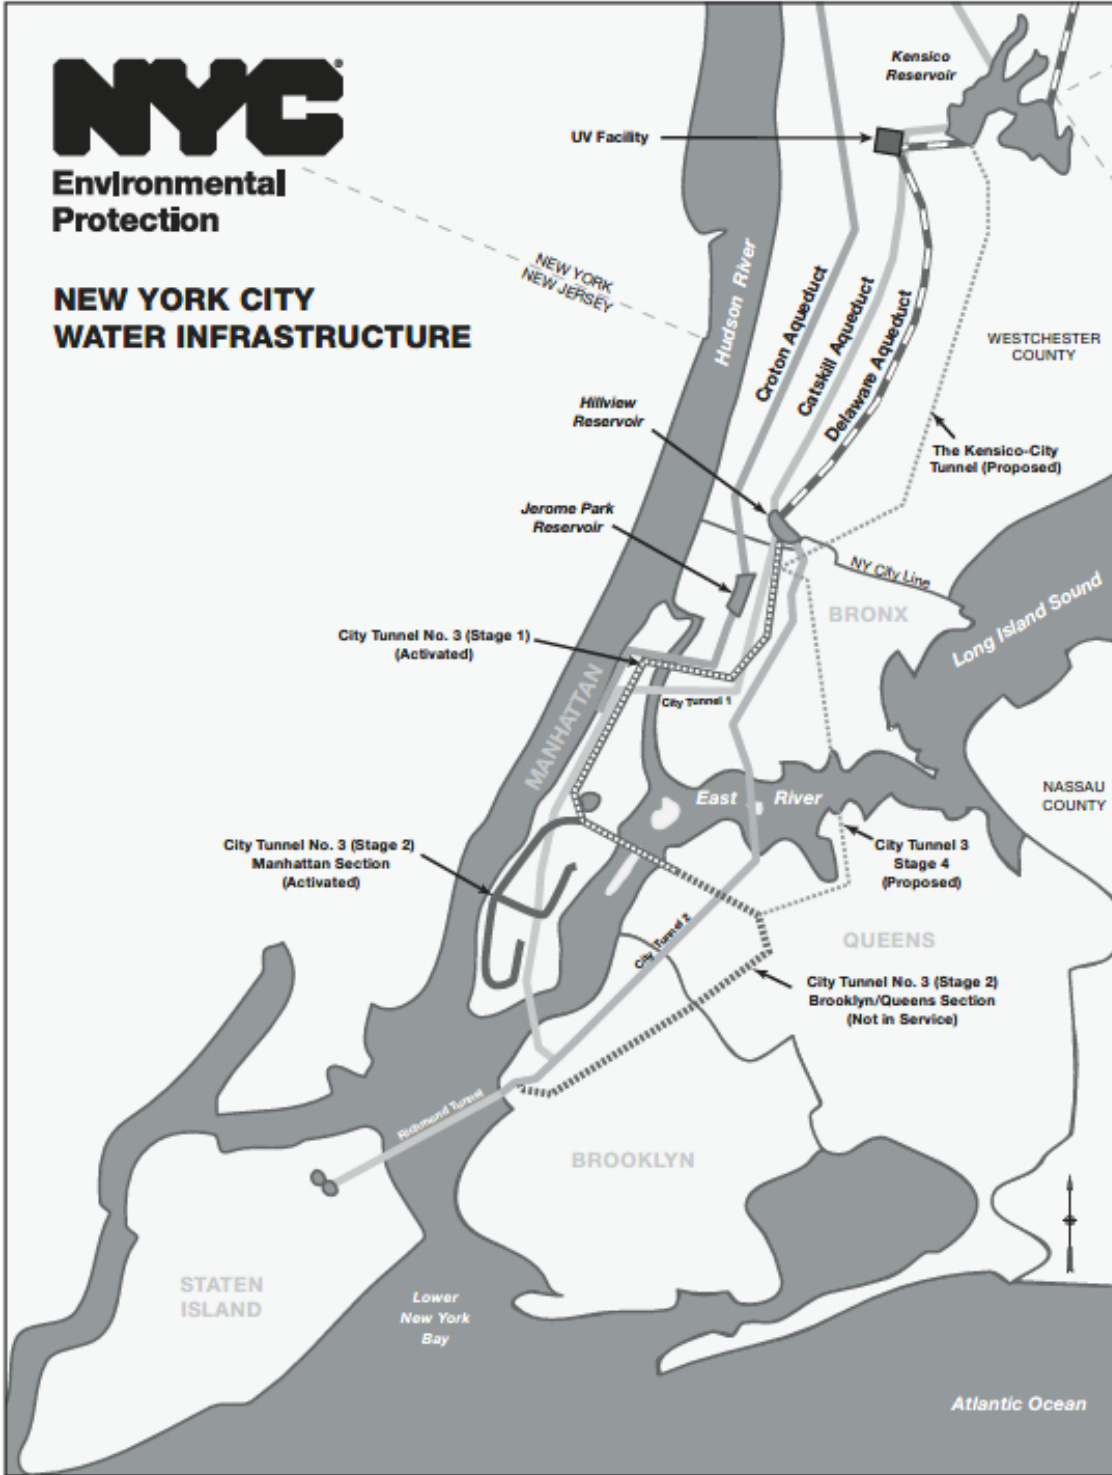 NYC
Environmental
Protection
NEW YORK CITY
WATER INFRASTRUCTURE
Kensico
Reservoir
UV Facility
NEW YORK
NEW JERSEY
Hudson River
Croton Aqueduct
Catskill Aqueduct
Delaware Aqueduct
WESTCHESTER
COUNTY
Hillview
Reservoir
The Kensico-City
Tunnel (Proposed)
Jerome Park
Reservoir
NY City Line
BRONX
Long Island Sound
City Tunnel No. 3 (Stage 1)
(Activated)
MANHATTAN
City Tunnel 1
East River
NASSAU
COUNTY
City Tunnel No. 3 (Stage 2)
Manhattan Section
(Activated)
City Tunnel 3
Stage 4
(Proposed)
City Tunnel 2
QUEENS
City Tunnel No. 3 (Stage 2)
Brooklyn/Queens Section
(Not in Service)
Richmond Tunnel
BROOKLYN
STATEN
ISLAND
Lower
New York
Bay
Atlantic Ocean